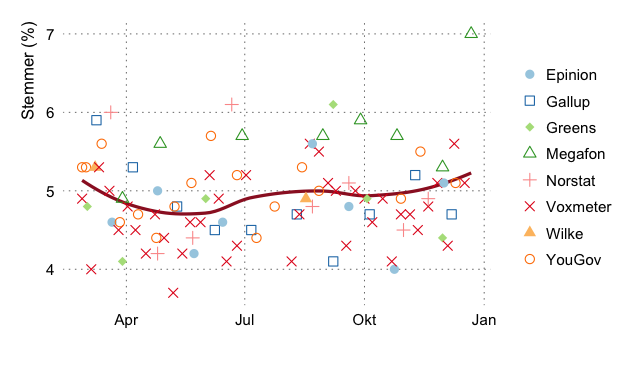 Stemmer (%)
7
6
5
4
Apr
Jul
Okt
Jan
Epinion
Gallup
Greens
Megafon
Norstat
Voxmeter
Wilke
YouGov